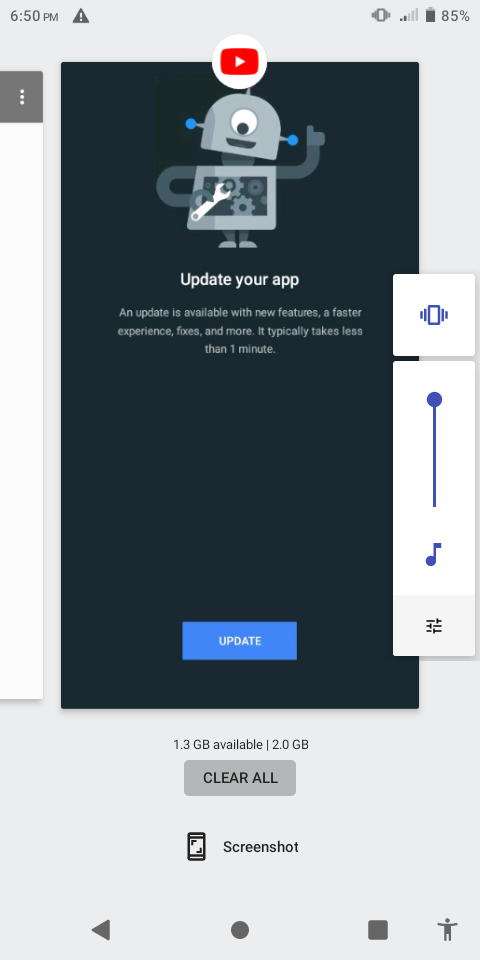 6:50 PM
85%
Update your app
An update is available with new features, a faster
experience, fixes, and more. It typically takes less
than 1 minute.
UPDATE
1.3 GB available | 2.0 GB
CLEAR ALL
Screenshot